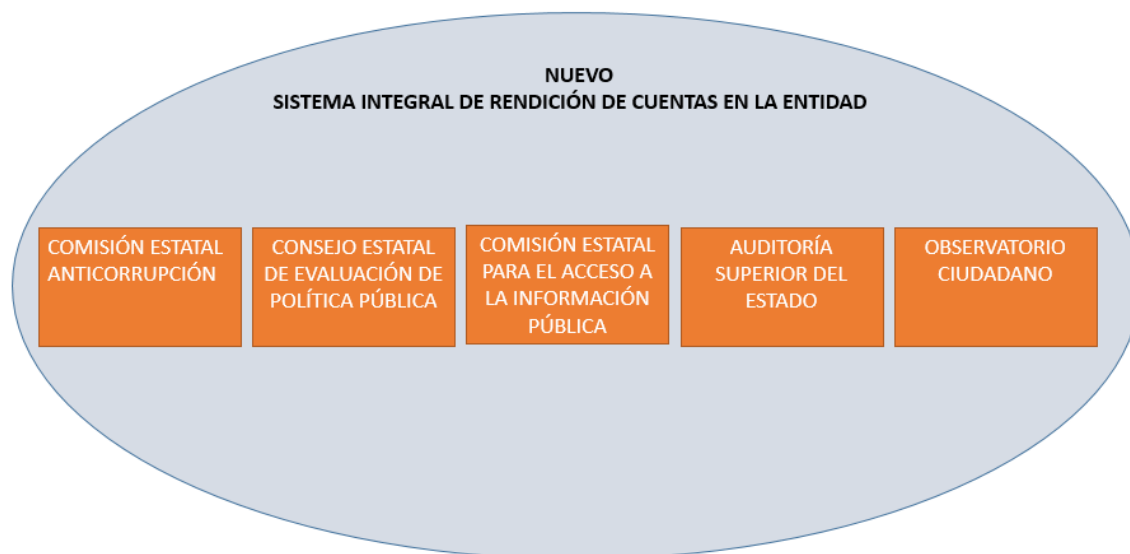 NUEVO
SISTEMA INTEGRAL DE RENDICIÓN DE CUENTAS EN LA ENTIDAD
COMISIÓN ESTATAL
ANTICORRUPCIÓN
CONSEJO ESTATAL
DE EVALUACIÓN DE
POLÍTICA PÚBLICA
COMISIÓN ESTATAL
PARA EL ACCESO A
LA INFORMACIÓN
PÚBLICA
AUDITORÍA
SUPERIOR DEL
ESTADO
OBSERVATORIO
CIUDADANO